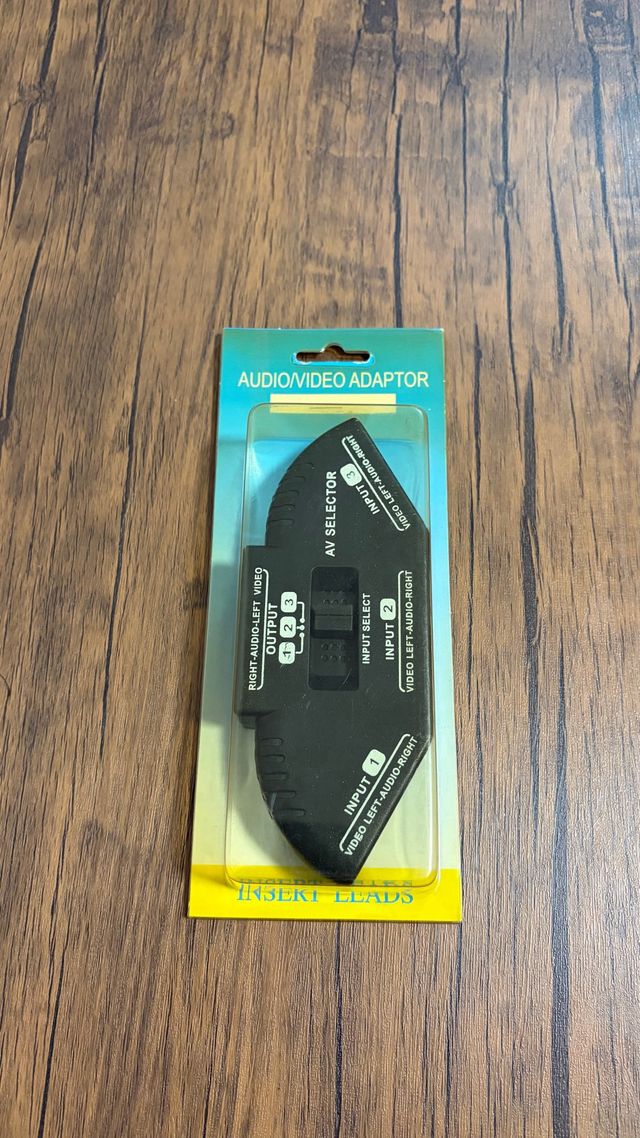 AUDIO/VIDEO ADAPTOR
AV SELECTOR
INPUT 3
VIDEO LEFT-AUDIO-RIGHT
RIGHT-AUDIO-LEFT VIDEO
OUTPUT
1 2 3
INPUT SELECT
INPUT 2
VIDEO LEFT-AUDIO-RIGHT
INPUT 1
VIDEO LEFT-AUDIO-RIGHT
INSERT LEADS